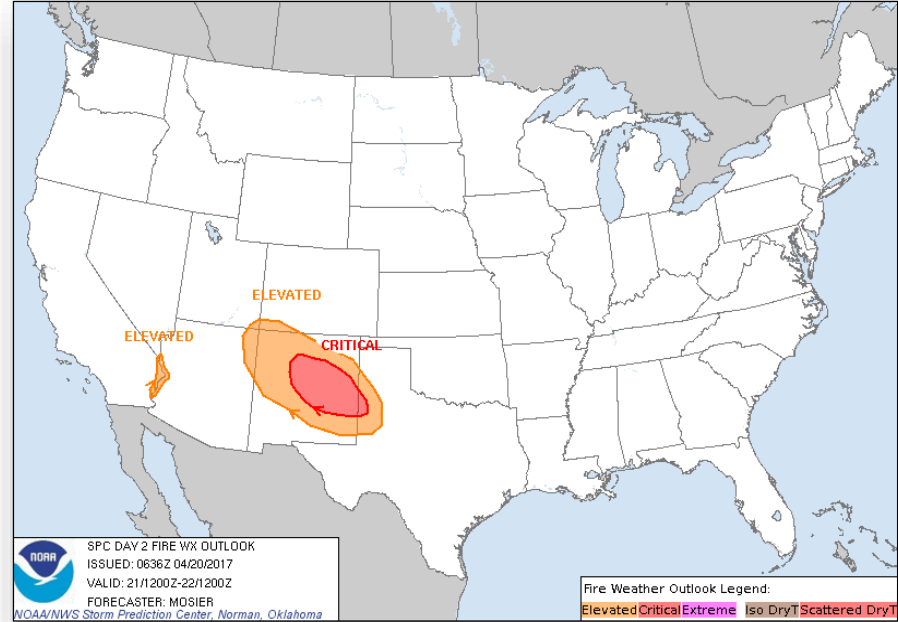 ELEVATED
ELEVATED
CRITICAL
NOAA
SPC DAY 2 FIRE WX OUTLOOK
ISSUED: 0636Z 04/20/2017
VALID: 21/1200Z-22/1200Z
FORECASTER: MOSIER
NOAA/NWS Storm Prediction Center, Norman, Oklahoma
Fire Weather Outlook Legend:
Elevated Critical Extreme Iso DryT Scattered DryT